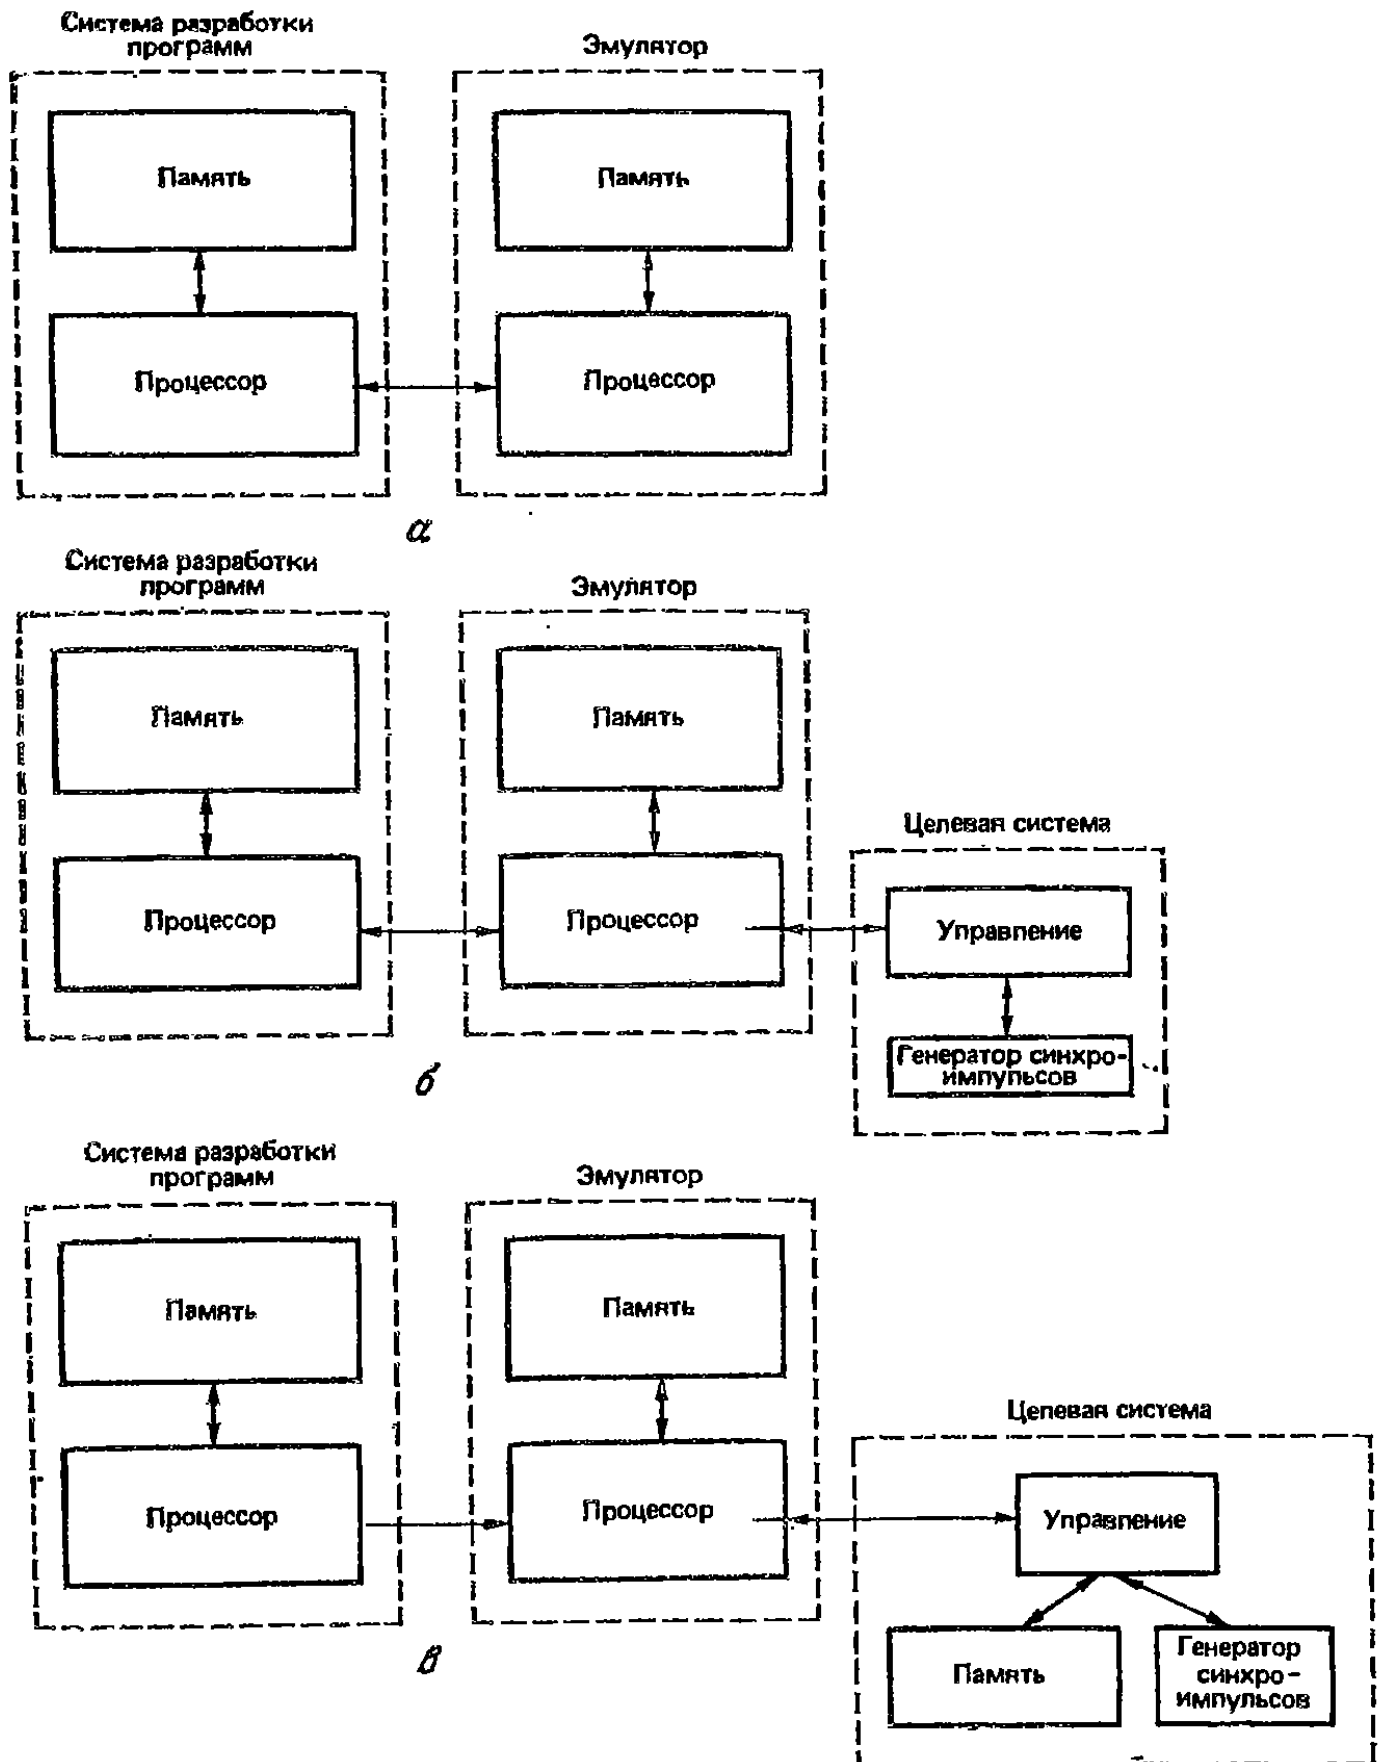 Система разработки
программ
Эмулятор
Память
Память
Процессор
Процессор
а
Система разработки
программ
Эмулятор
Память
Память
Целевая система
Процессор
Процессор
Управление
Генератор синхро-
импульсов
б
Система разработки
программ
Эмулятор
Память
Память
Целевая система
Процессор
Процессор
Управление
Память
Генератор
синхро-
импульсов
в